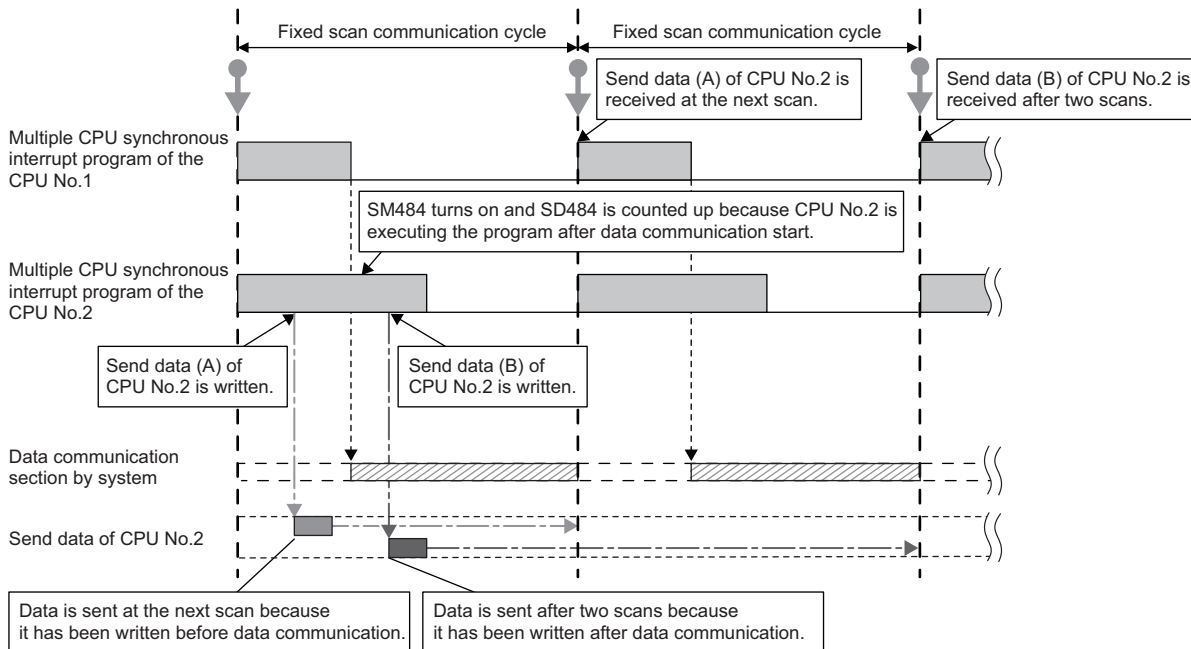 Fixed scan communication cycle
Fixed scan communication cycle
Send data (A) of CPU No.2 is
received at the next scan.
Send data (B) of CPU No.2 is
received after two scans.
Multiple CPU synchronous
interrupt program of the
CPU No.1
SM484 turns on and SD484 is counted up because CPU No.2 is
executing the program after data communication start.
Multiple CPU synchronous
interrupt program of the
CPU No.2
Send data (A) of
CPU No.2 is written.
Send data (B) of
CPU No.2 is written.
Data communication
section by system
Send data of CPU No.2
Data is sent at the next scan because
it has been written before data communication.
Data is sent after two scans because
it has been written after data communication.